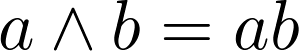 a ∧ b = ab